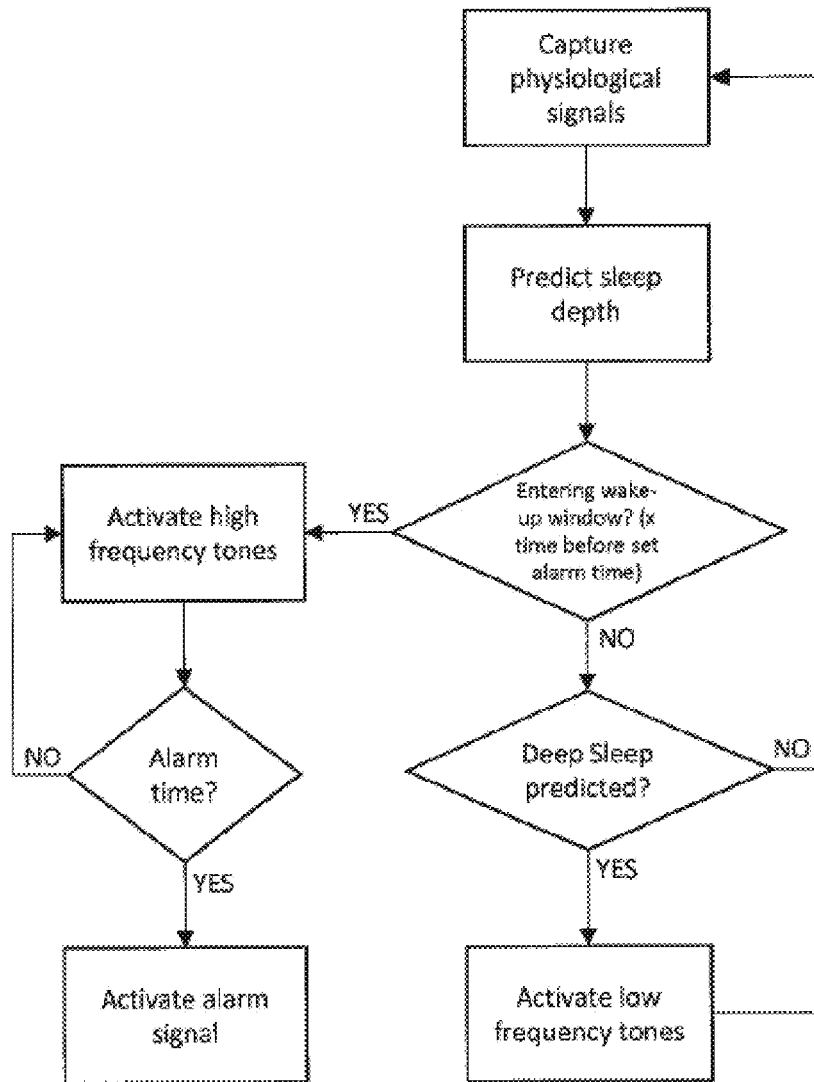 Capture
physiological
signals
Predict sleep
depth
Entering wake-
up window? (x
time before set
alarm time)
YES
Activate high
frequency tones
NO
Deep Sleep
predicted?
NO
YES
Alarm
time?
NO
YES
Activate alarm
signal
Activate low
frequency tones